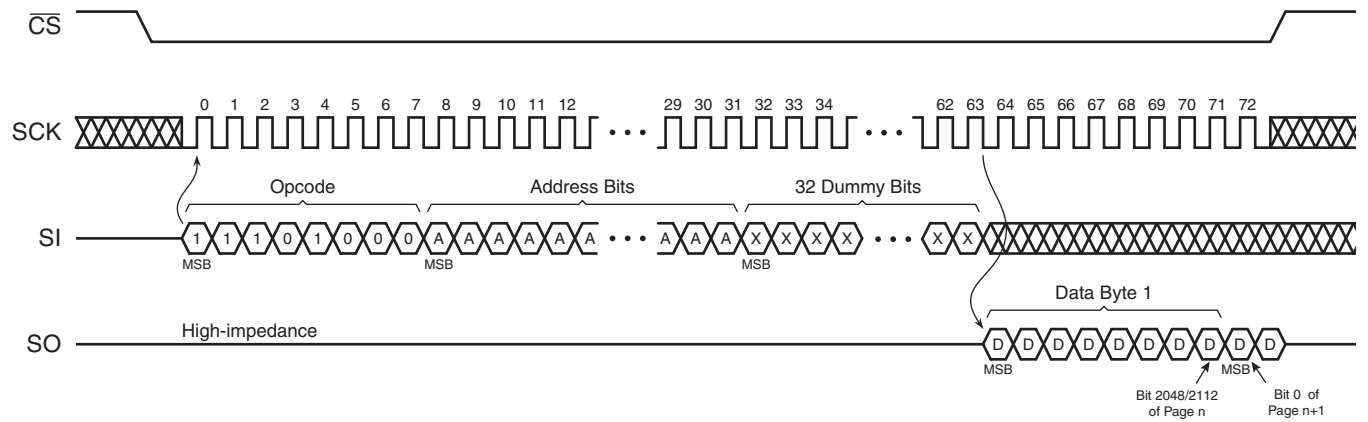 CS
0 1 2 3 4 5 6 7 8 9 10 11 12 29 30 31 32 33 34 62 63 64 65 66 67 68 69 70 71 72
SCK
Opcode Address Bits 32 Dummy Bits
SI 1 1 1 0 1 0 0 0 A A A A A A A A A X X X X X X
MSB MSB MSB
Data Byte 1
High-impedance
SO D D D D D D D D D D
MSB MSB
Bit 2048/2112 Bit 0 of
of Page n Page n+1